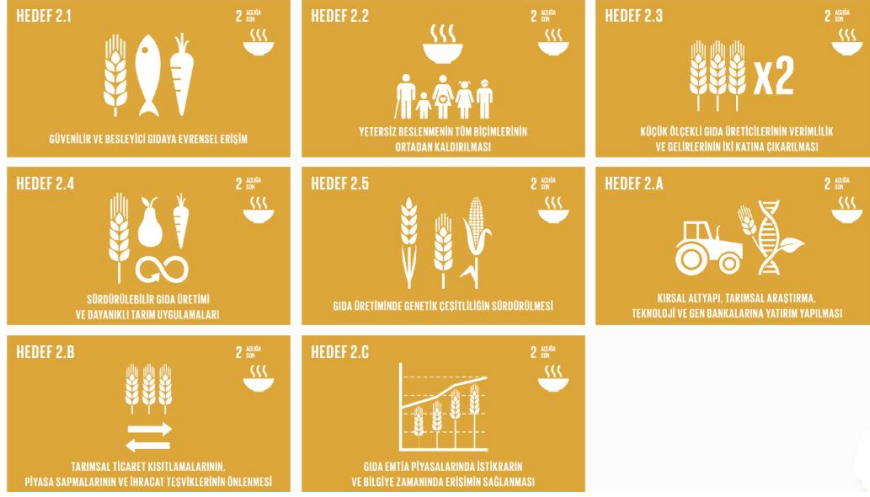 HEDEF 2.1
2 AÇLIĞA
SON
GÜVENİLİR VE BESLEYİCİ GIDAYA EVRENSEL ERİŞİM
HEDEF 2.2
2 AÇLIĞA
SON
YETERSİZ BESLENMENİN TÜM BİÇİMLERİNİN
ORTADAN KALDIRILMASI
HEDEF 2.3
2 AÇLIĞA
SON
X2
KÜÇÜK ÖLÇEKLİ GIDA ÜRETİCİLERİNİN VERİMLİLİK
VE GELİRLERİNİN İKİ KATINA ÇIKARILMASI
HEDEF 2.4
2 AÇLIĞA
SON
SÜRDÜRÜLEBİLİR GIDA ÜRETİMİ
VE DAYANIKLI TARIM UYGULAMALARI
HEDEF 2.5
2 AÇLIĞA
SON
GIDA ÜRETİMİNDE GENETİK ÇEŞİTLİLİĞİN SÜRDÜRÜLMESİ
HEDEF 2.A
2 AÇLIĞA
SON
KIRSAL ALTYAPI, TARIMSAL ARAŞTIRMA,
TEKNOLOJİ VE GEN BANKALARINA YATIRIM YAPILMASI
HEDEF 2.B
2 AÇLIĞA
SON
TARIMSAL TİCARET KISITLAMALARININ,
PİYASA SAPMALARININ VE İHRACAT TEŞVİKLERİNİN ÖNLENMESİ
HEDEF 2.C
2 AÇLIĞA
SON
GIDA EMTİA PİYASALARINDA İSTİKRARIN
VE BİLGİYE ZAMANINDA ERİŞİMİN SAĞLANMASI